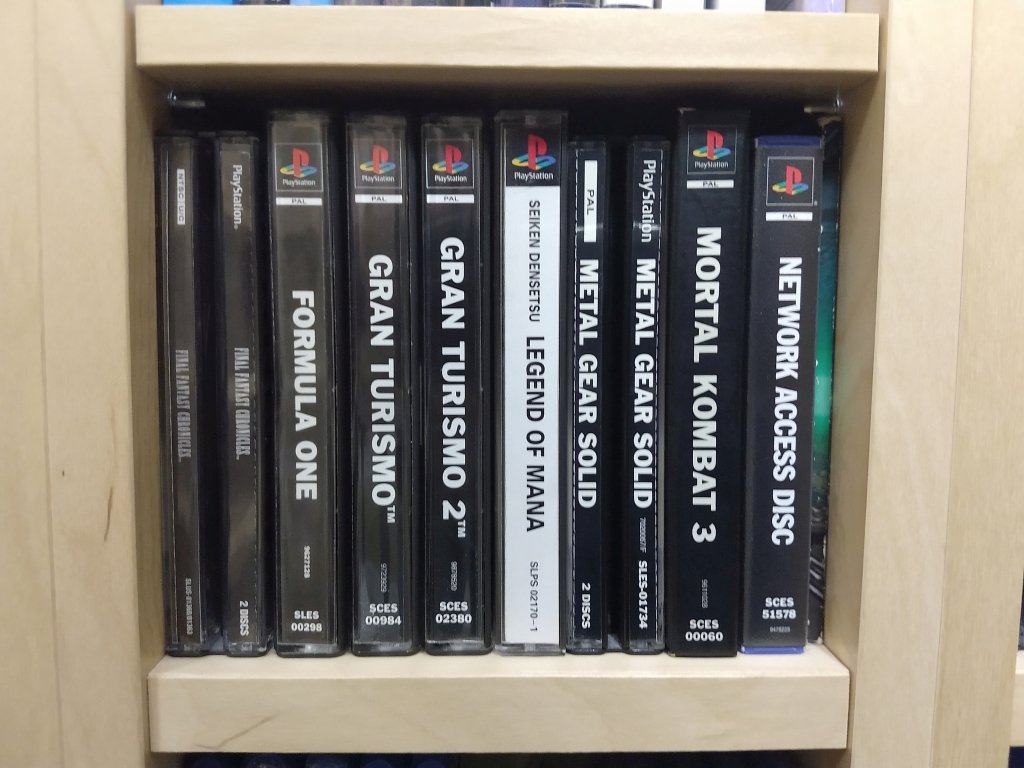 NTSC U/C
FINAL FANTASY CHRONICLES.
PlayStation.
FINAL FANTASY CHRONICLES.
2 DISCS
PlayStation
PAL
FORMULA ONE
SLES
00298
PlayStation
PAL
GRAN TURISMO™
SCES
00984
PlayStation
PAL
GRAN TURISMO 2™
SCES
02380
PlayStation
SEIKEN DENSETSU LEGEND OF MANA
SLPS 02170-1
PAL
METAL GEAR SOLID
2 DISCS
PlayStation
METAL GEAR SOLID
SLES-01734
PlayStation
PAL
MORTAL KOMBAT 3
SCES
00060
PAL
NETWORK ACCESS DISC
SCES
51578